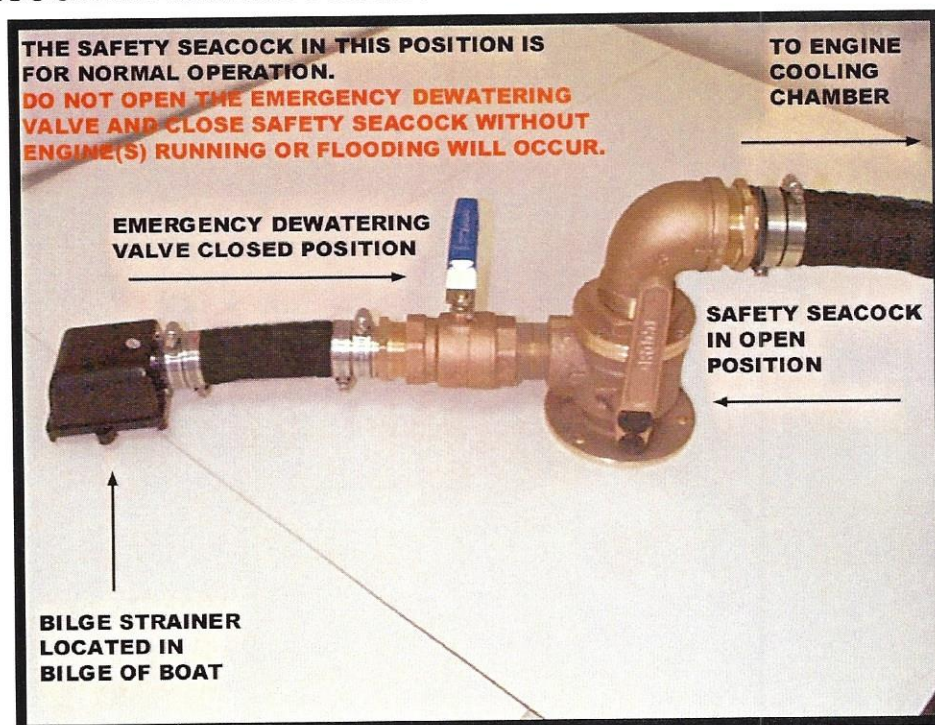 THE SAFETY SEACOCK IN THIS POSITION IS
FOR NORMAL OPERATION.
DO NOT OPEN THE EMERGENCY DEWATERING
VALVE AND CLOSE SAFETY SEACOCK WITHOUT
ENGINE(S) RUNNING OR FLOODING WILL OCCUR.
TO ENGINE
COOLING
CHAMBER
EMERGENCY DEWATERING
VALVE CLOSED POSITION
SAFETY SEACOCK
IN OPEN
POSITION
GROCO
BILGE STRAINER
LOCATED IN
BILGE OF BOAT